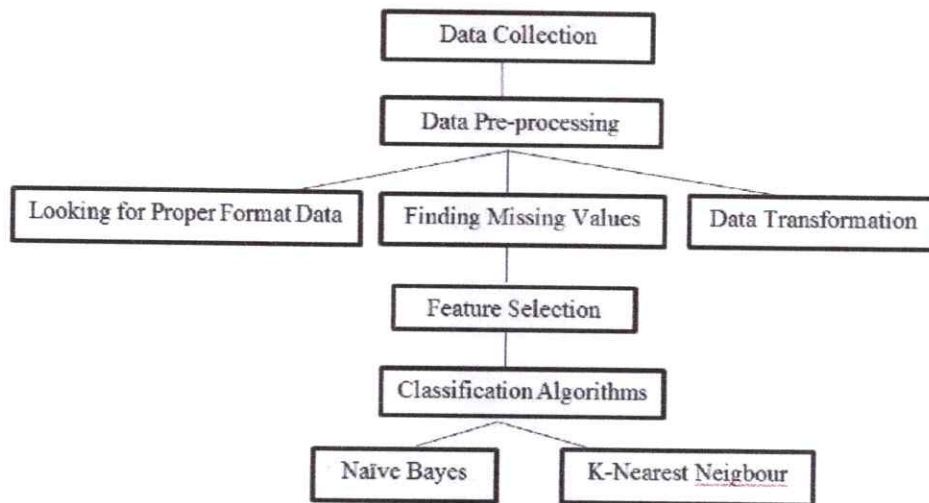 Data Collection
Data Pre-processing
Looking for Proper Format Data
Finding Missing Values
Data Transformation
Feature Selection
Classification Algorithms
Naïve Bayes
K-Nearest Neigbour